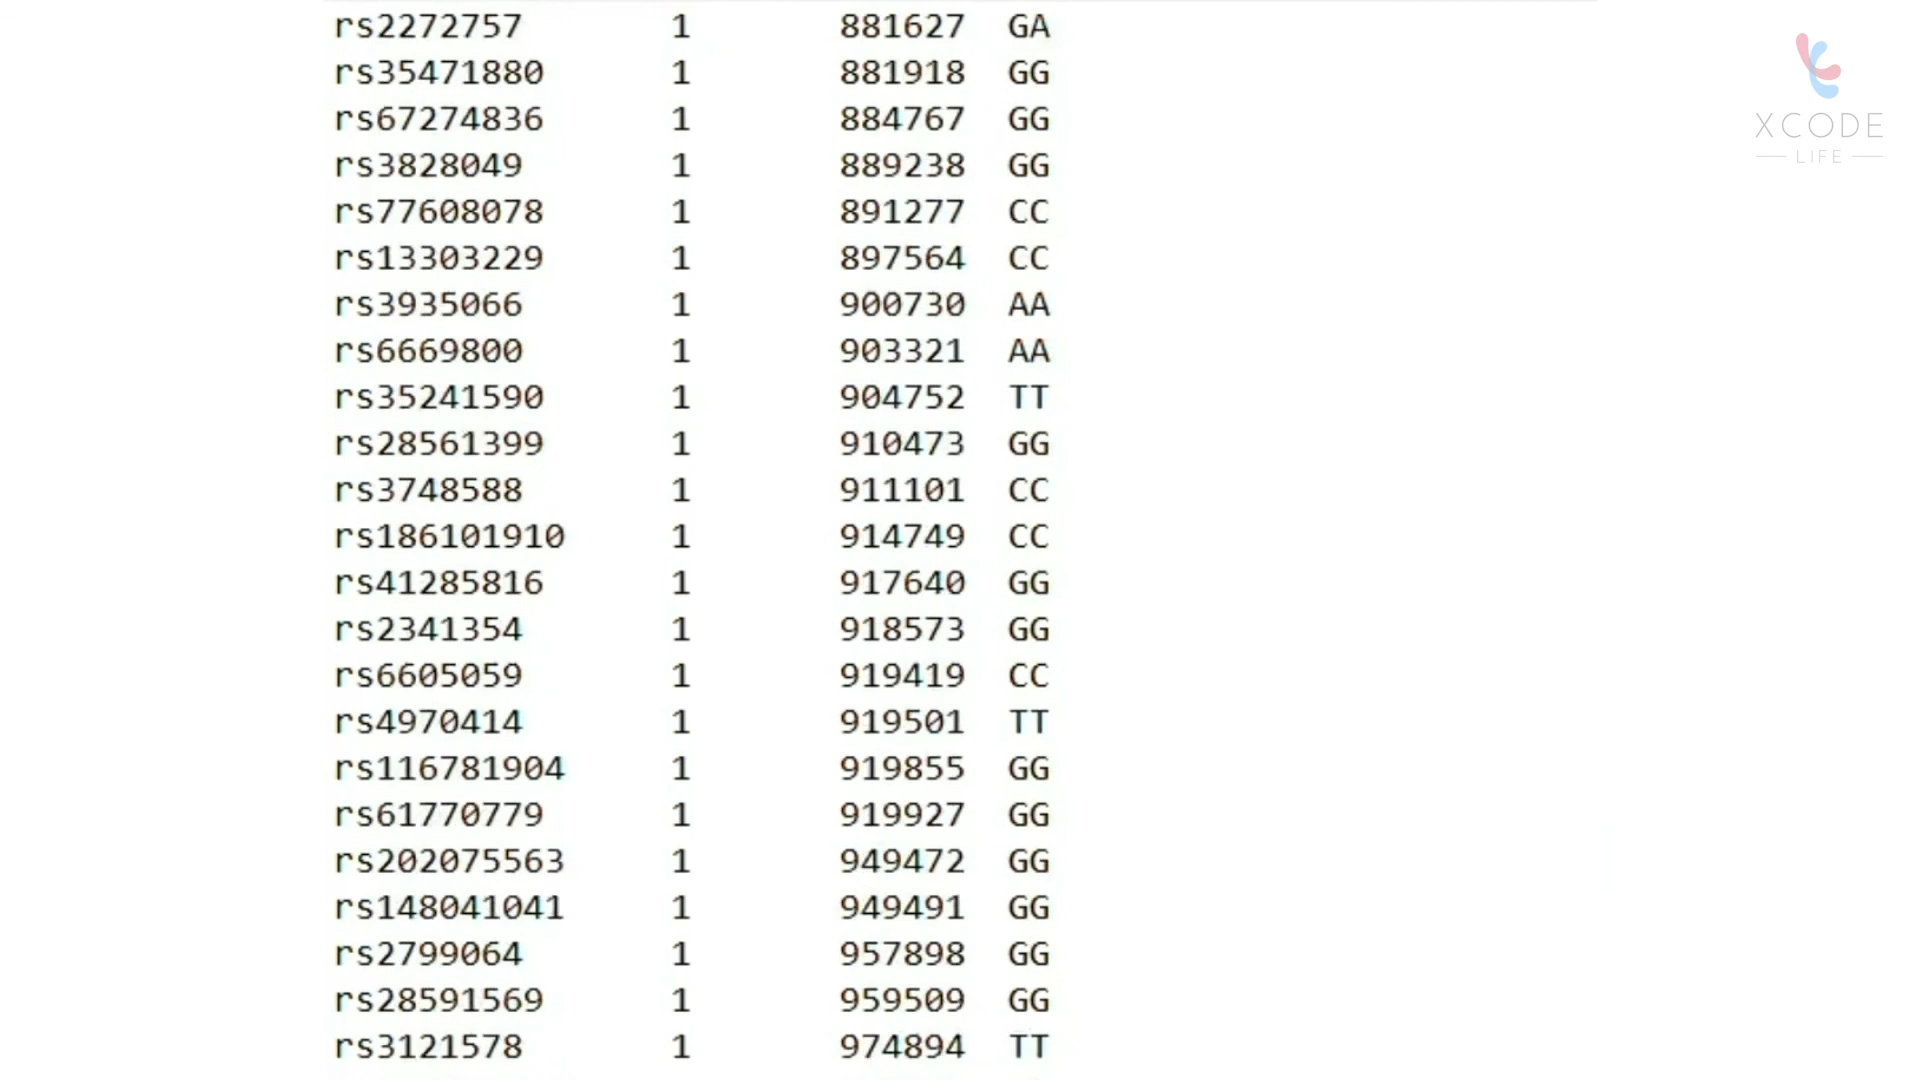 rs2272757 1 881627 GA
rs35471880 1 881918 GG
rs67274836 1 884767 GG
rs3828049 1 889238 GG
rs77608078 1 891277 CC
rs13303229 1 897564 CC
rs3935066 1 900730 AA
rs6669800 1 903321 AA
rs35241590 1 904752 TT
rs28561399 1 910473 GG
rs3748588 1 911101 CC
rs186101910 1 914749 CC
rs41285816 1 917640 GG
rs2341354 1 918573 GG
rs6605059 1 919419 CC
rs4970414 1 919501 TT
rs116781904 1 919855 GG
rs61770779 1 919927 GG
rs202075563 1 949472 GG
rs148041041 1 949491 GG
rs2799064 1 957898 GG
rs28591569 1 959509 GG
rs3121578 1 974894 TT
XCODE
LIFE